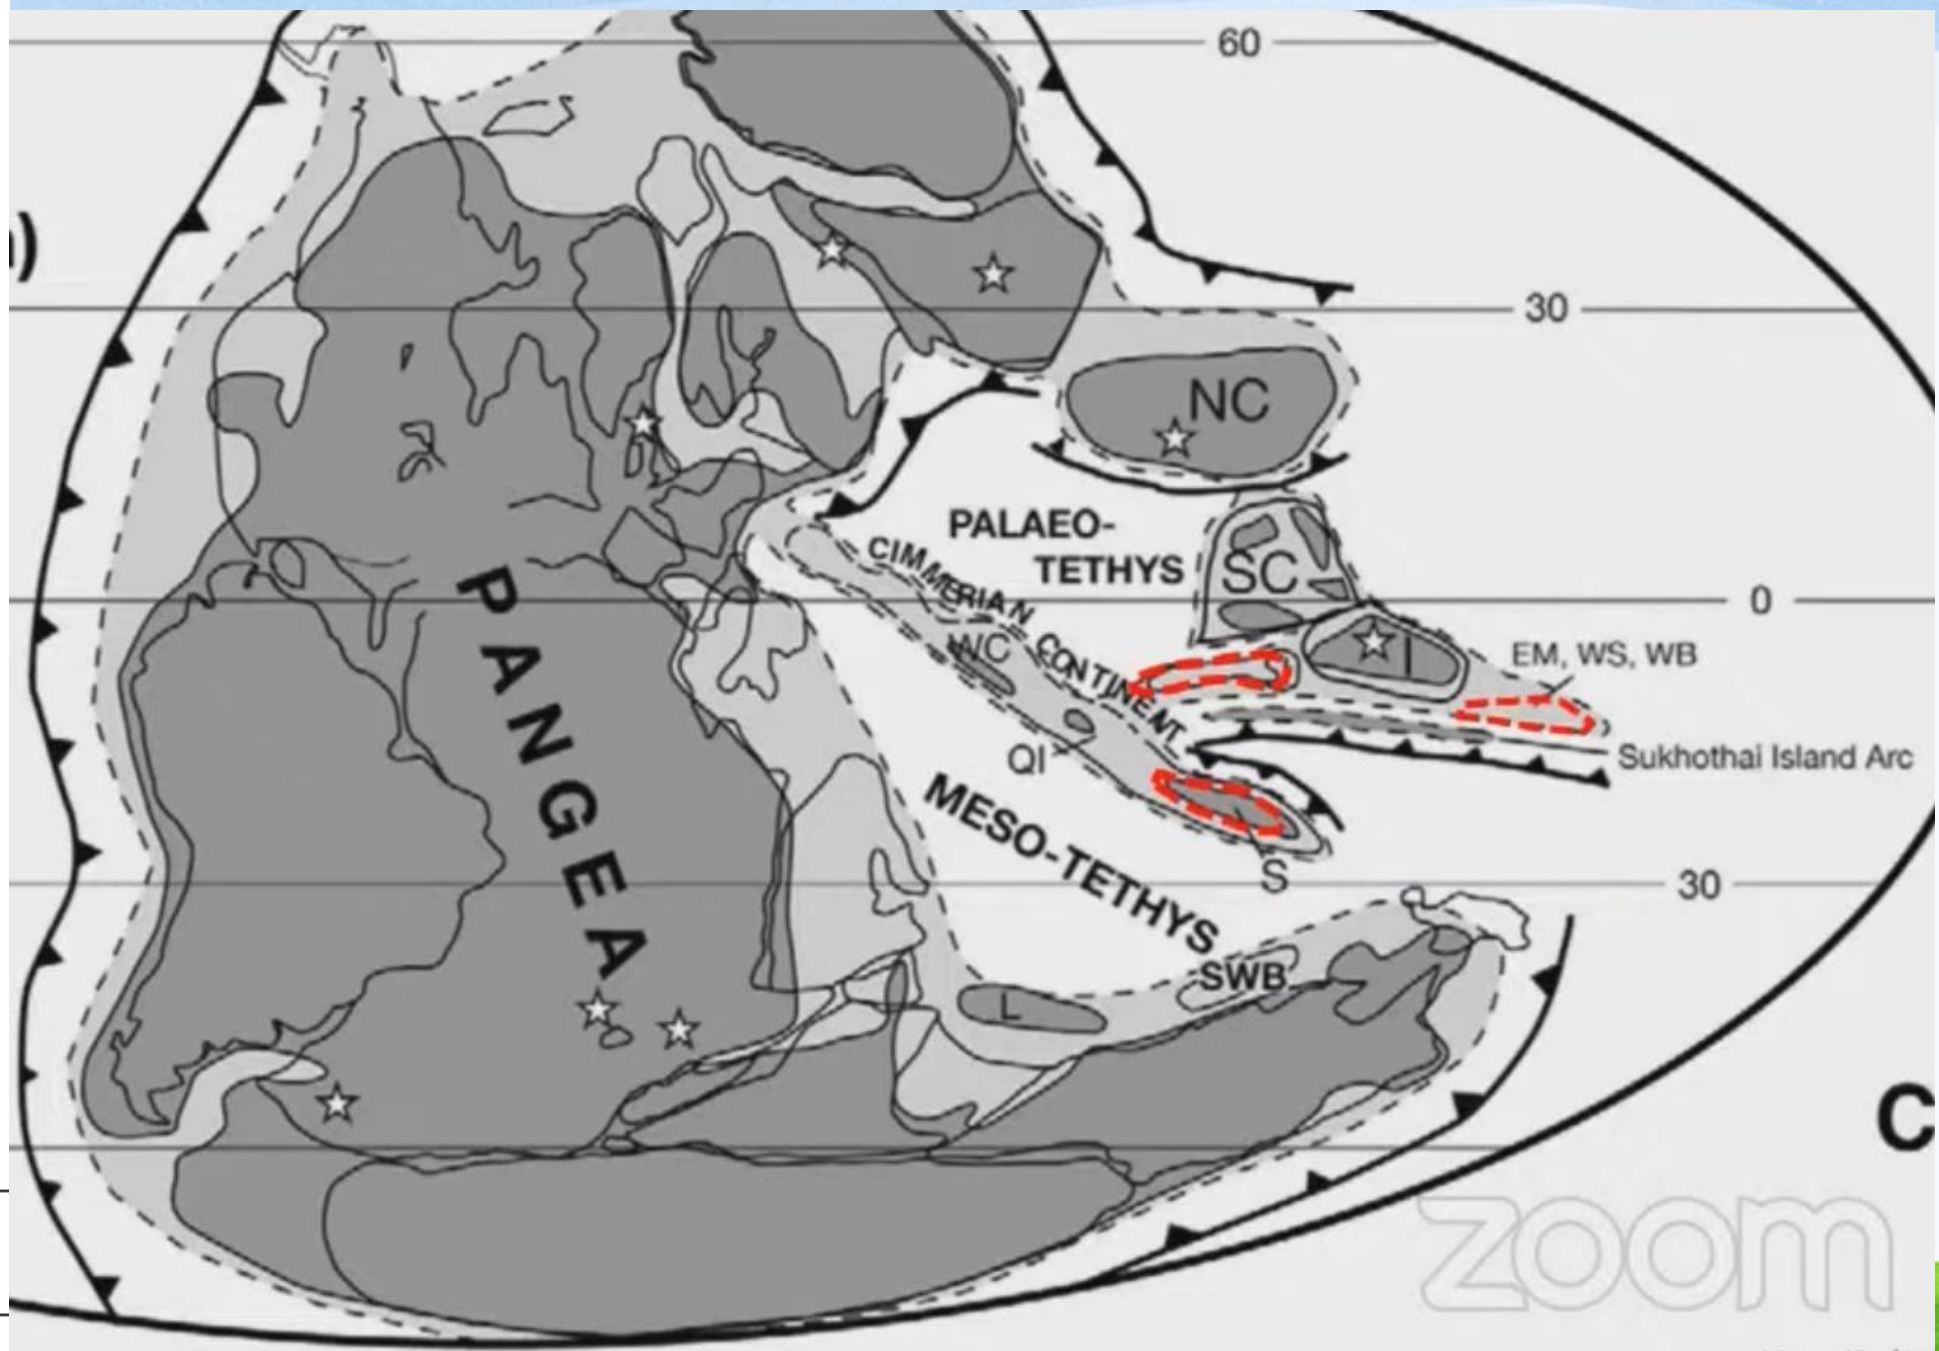 60
)
30
NC
PALAEO-
TETHYS
CIMMERIAN CONTINENT
SC
0
WC
I
EM, WS, WB
PANGEA
QI
Sukhothai Island Arc
MESO-TETHYS
S
30
SWB
L
C
zoom